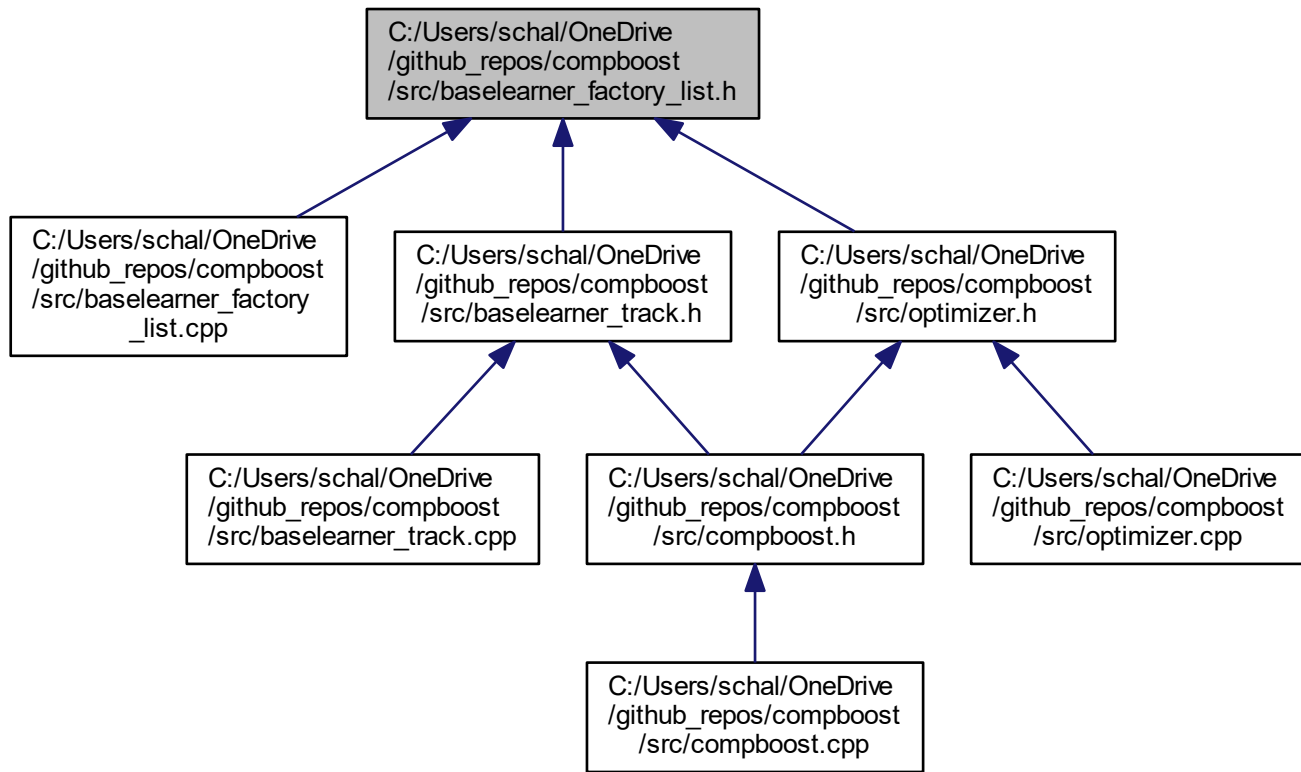 C:/Users/schal/OneDrive
/github_repos/compboost
/src/baselearner_factory_list.h
C:/Users/schal/OneDrive
/github_repos/compboost
/src/baselearner_factory
_list.cpp
C:/Users/schal/OneDrive
/github_repos/compboost
/src/baselearner_track.h
C:/Users/schal/OneDrive
/github_repos/compboost
/src/optimizer.h
C:/Users/schal/OneDrive
/github_repos/compboost
/src/baselearner_track.cpp
C:/Users/schal/OneDrive
/github_repos/compboost
/src/compboost.h
C:/Users/schal/OneDrive
/github_repos/compboost
/src/optimizer.cpp
C:/Users/schal/OneDrive
/github_repos/compboost
/src/compboost.cpp